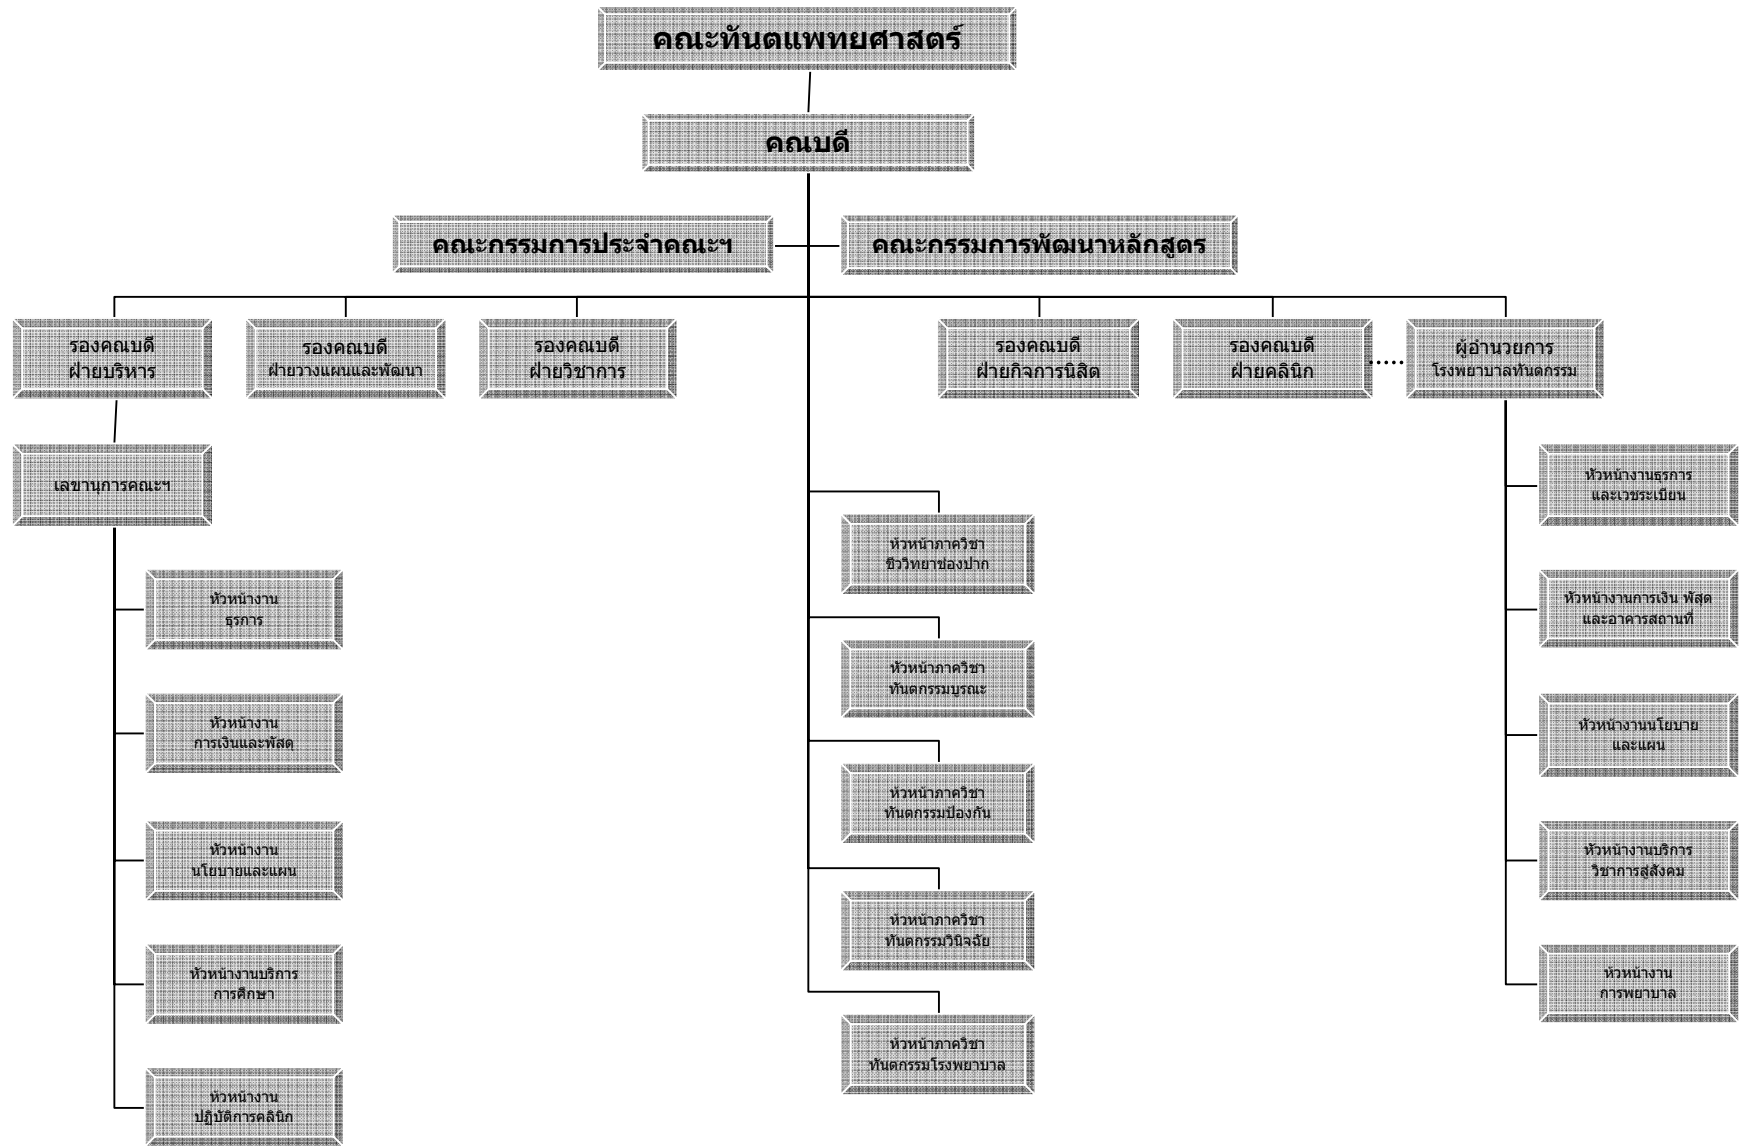 คณะทันตแพทยศาสตร์
คณบดี
คณะกรรมการประจำคณะฯ
คณะกรรมการพัฒนาหลักสูตร
รองคณบดี
ฝ่ายบริหาร
รองคณบดี
ฝ่ายวางแผนและพัฒนา
รองคณบดี
ฝ่ายวิชาการ
รองคณบดี
ฝ่ายกิจการนิสิต
รองคณบดี
ฝ่ายคลินิก
ผู้อำนวยการ
โรงพยาบาลทันตกรรม
เลขานุการคณะฯ
หัวหน้างาน
ธุรการ
หัวหน้างาน
การเงินและพัสดุ
หัวหน้างาน
นโยบายและแผน
หัวหน้างานบริการ
การศึกษา
หัวหน้างาน
ปฏิบัติการคลินิก
หัวหน้าภาควิชา
ชีววิทยาช่องปาก
หัวหน้าภาควิชา
ทันตกรรมบูรณะ
หัวหน้าภาควิชา
ทันตกรรมป้องกัน
หัวหน้าภาควิชา
ทันตกรรมวินิจฉัย
หัวหน้าภาควิชา
ทันตกรรมโรงพยาบาล
หัวหน้างานธุรการ
และเวชระเบียน
หัวหน้างานการเงิน พัสดุ
และอาคารสถานที่
หัวหน้างานนโยบาย
และแผน
หัวหน้างานบริการ
วิชาการสู่สังคม
หัวหน้างาน
การพยาบาล